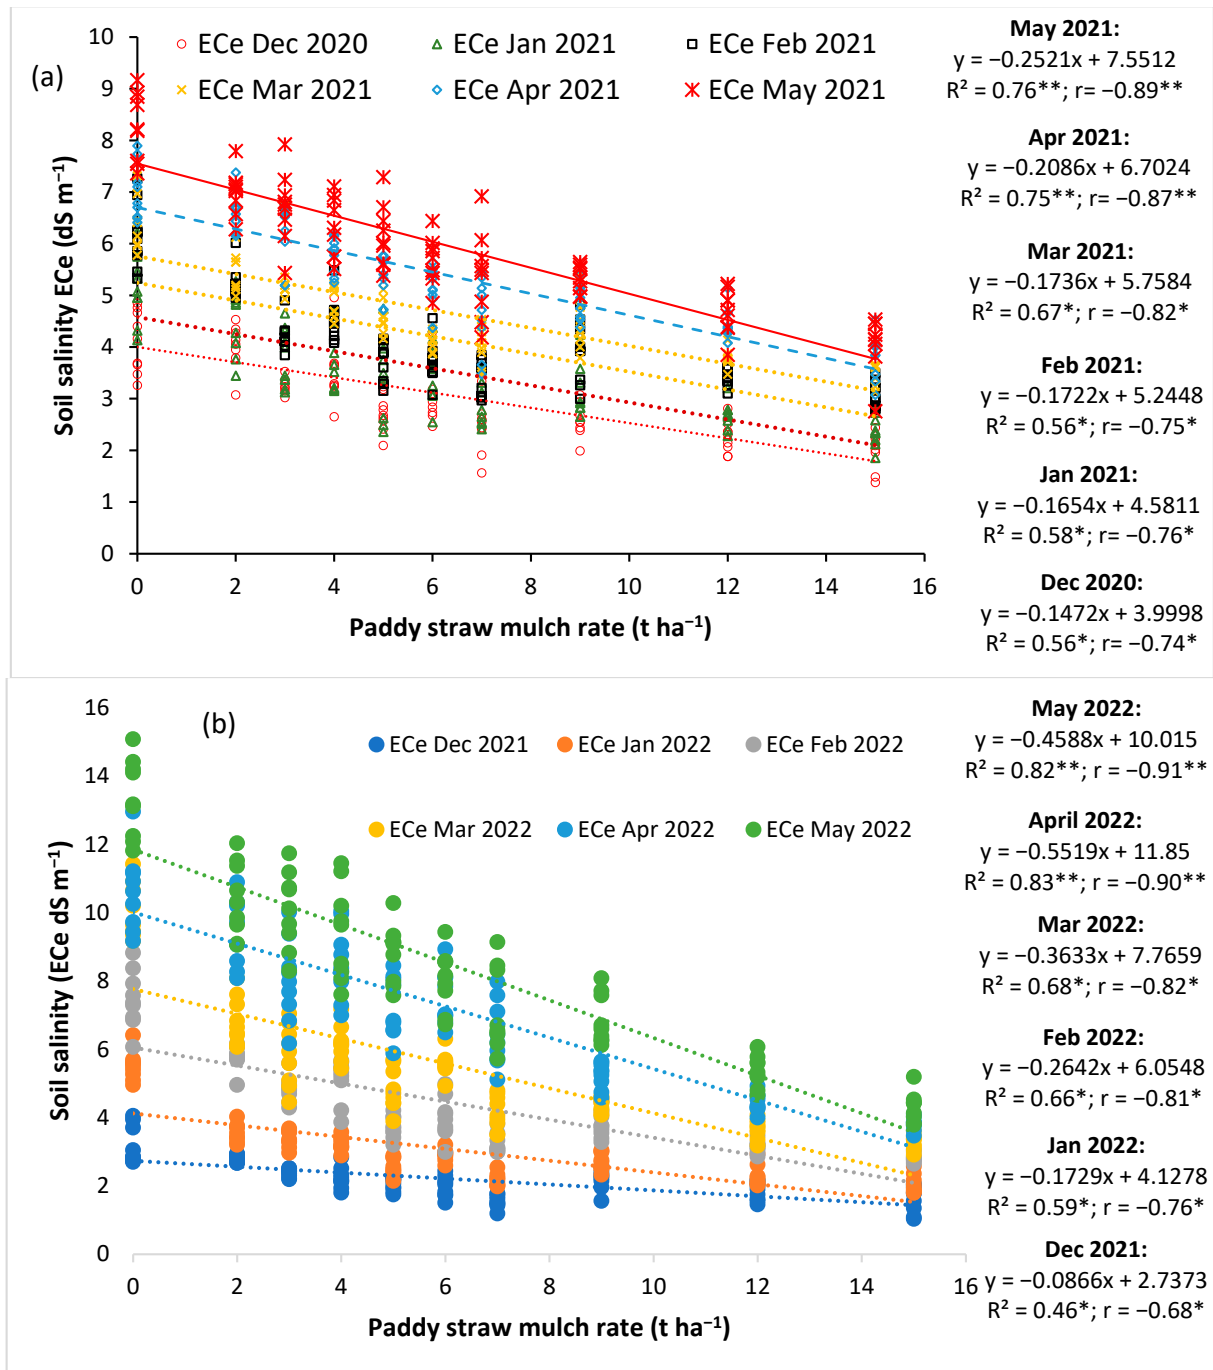 (a)
ECe Dec 2020 ECe Jan 2021 ECe Feb 2021
ECe Mar 2021 ECe Apr 2021 ECe May 2021
Soil salinity ECe (dS m⁻¹)
10
9
8
7
6
5
4
3
2
1
0
0 2 4 6 8 10 12 14 16
Paddy straw mulch rate (t ha⁻¹)
May 2021:
y = −0.2521x + 7.5512
R² = 0.76**; r= −0.89**
Apr 2021:
y = −0.2086x + 6.7024
R² = 0.75**; r= −0.87**
Mar 2021:
y = −0.1736x + 5.7584
R² = 0.67*; r= −0.82*
Feb 2021:
y = −0.1722x + 5.2448
R² = 0.56*; r= −0.75*
Jan 2021:
y = −0.1654x + 4.5811
R² = 0.58*; r= −0.76*
Dec 2020:
y = −0.1472x + 3.9998
R² = 0.56*; r= −0.74*
(b)
ECe Dec 2021 ECe Jan 2022 ECe Feb 2022
ECe Mar 2022 ECe Apr 2022 ECe May 2022
Soil salinity (ECe dS m⁻¹)
16
14
12
10
8
6
4
2
0
0 2 4 6 8 10 12 14 16
Paddy straw mulch rate (t ha⁻¹)
May 2022:
y = −0.4588x + 10.015
R² = 0.82**; r = −0.91**
April 2022:
y = −0.5519x + 11.85
R² = 0.83**; r = −0.90**
Mar 2022:
y = −0.3633x + 7.7659
R² = 0.68*; r = −0.82*
Feb 2022:
y = −0.2642x + 6.0548
R² = 0.66*; r = −0.81*
Jan 2022:
y = −0.1729x + 4.1278
R² = 0.59*; r = −0.76*
Dec 2021:
y = −0.0866x + 2.7373
R² = 0.46*; r = −0.68*